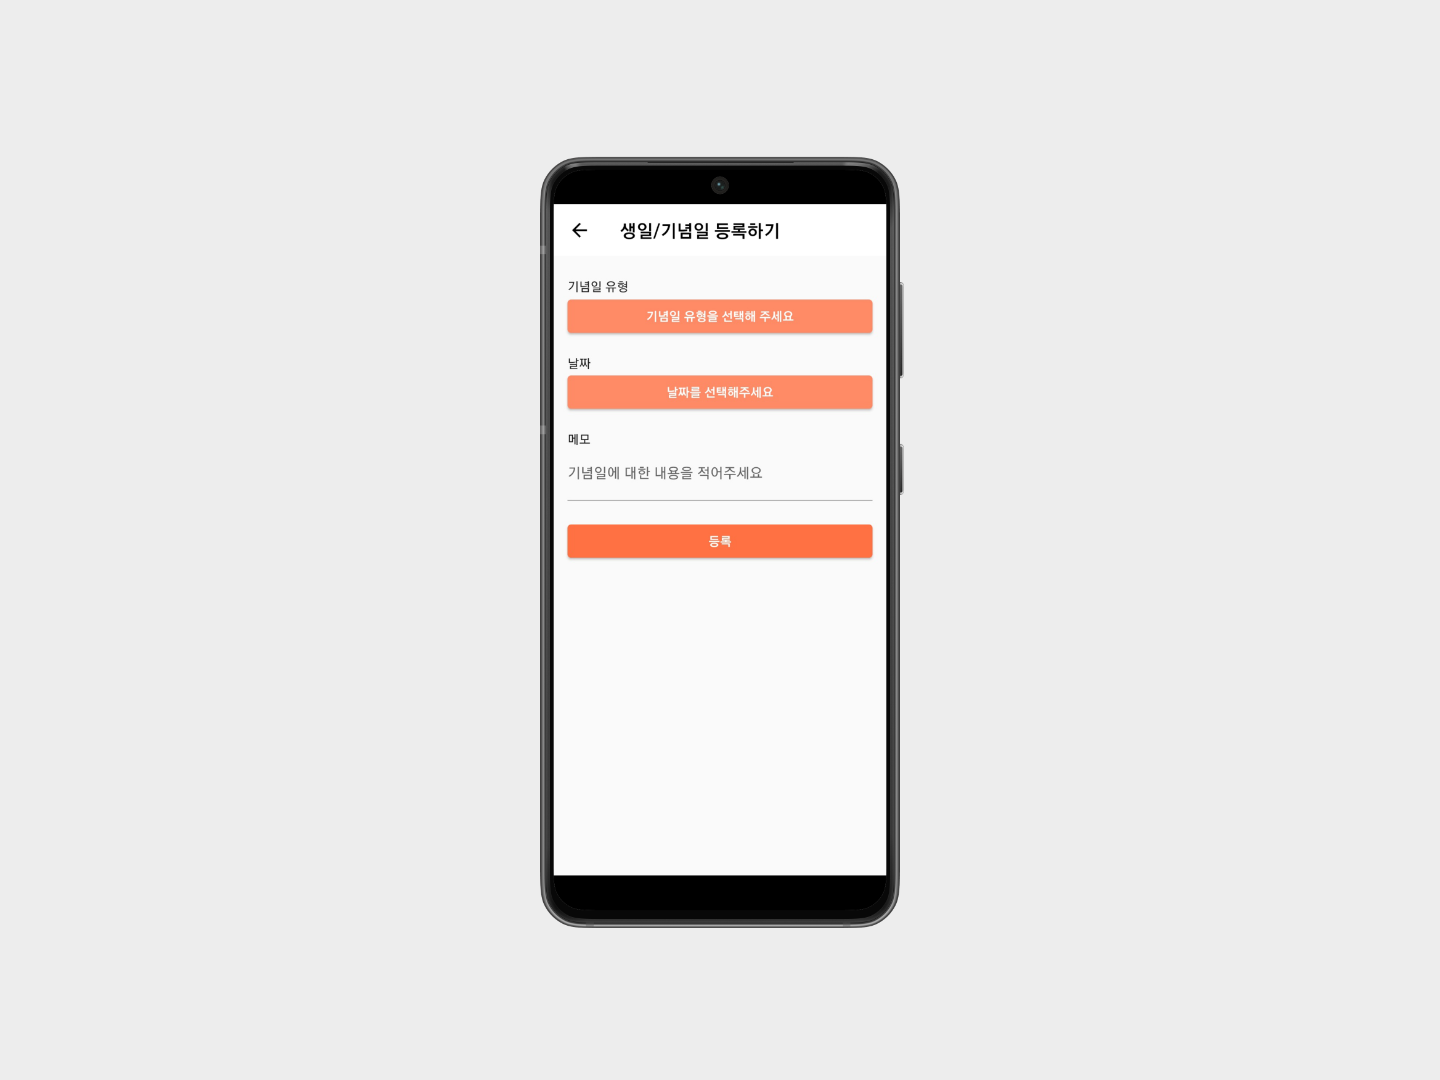 생일/기념일 등록하기
기념일 유형
기념일 유형을 선택해 주세요
날짜
날짜를 선택해주세요
메모
기념일에 대한 내용을 적어주세요
등록